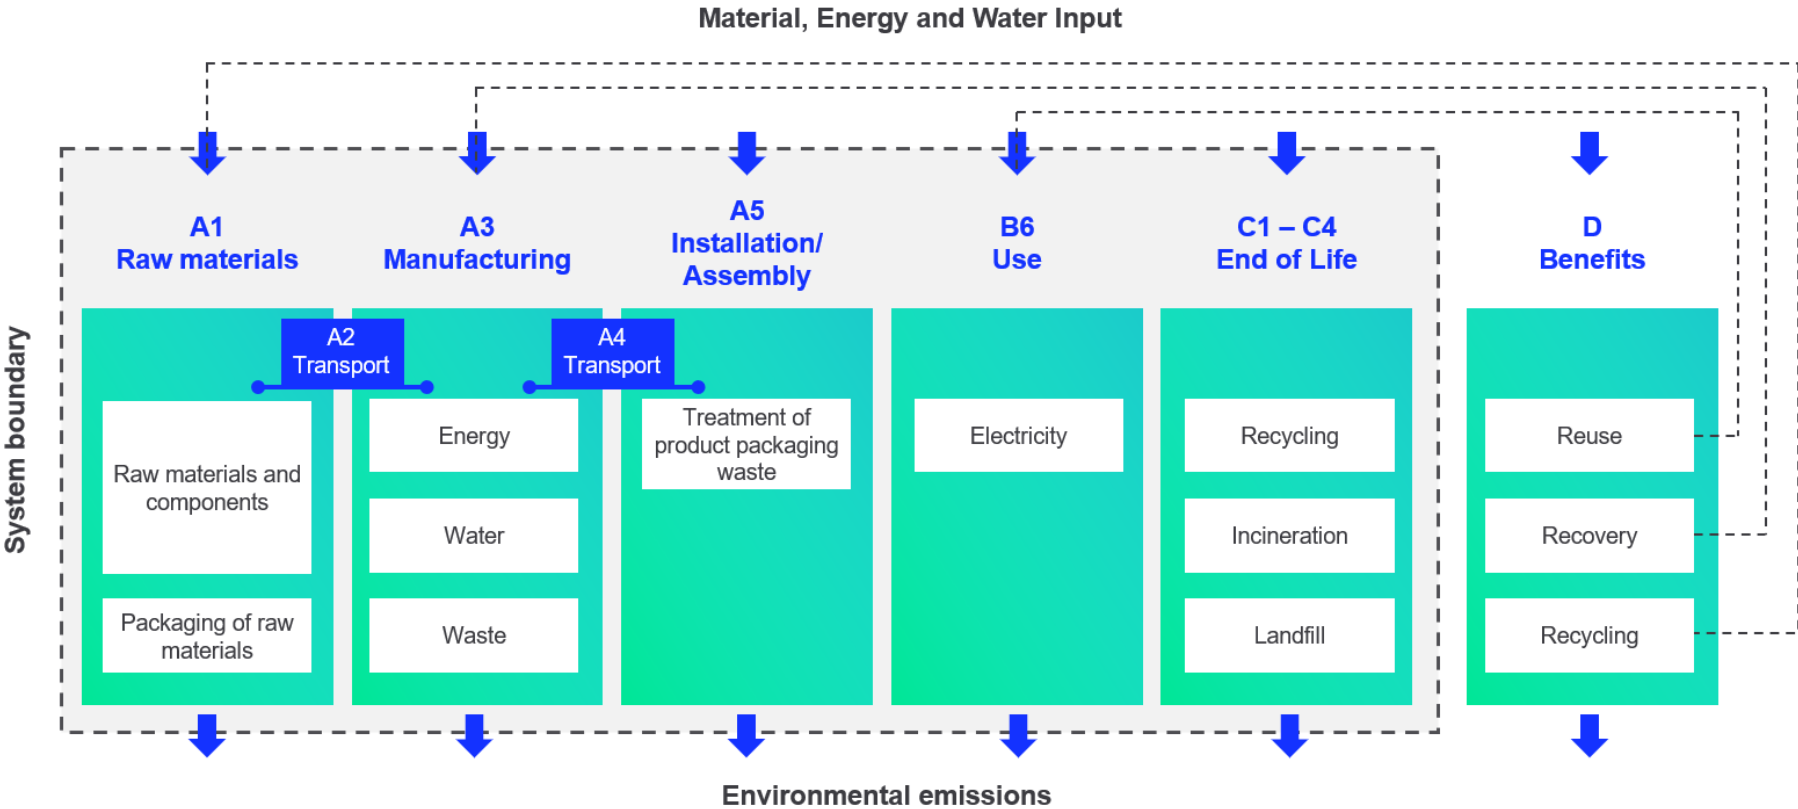 Material, Energy and Water Input
System boundary
A1
Raw materials
A3
Manufacturing
A5
Installation/
Assembly
B6
Use
C1 – C4
End of Life
D
Benefits
A2
Transport
A4
Transport
Raw materials and
components
Packaging of raw
materials
Energy
Water
Waste
Treatment of
product packaging
waste
Electricity
Recycling
Incineration
Landfill
Reuse
Recovery
Recycling
Environmental emissions